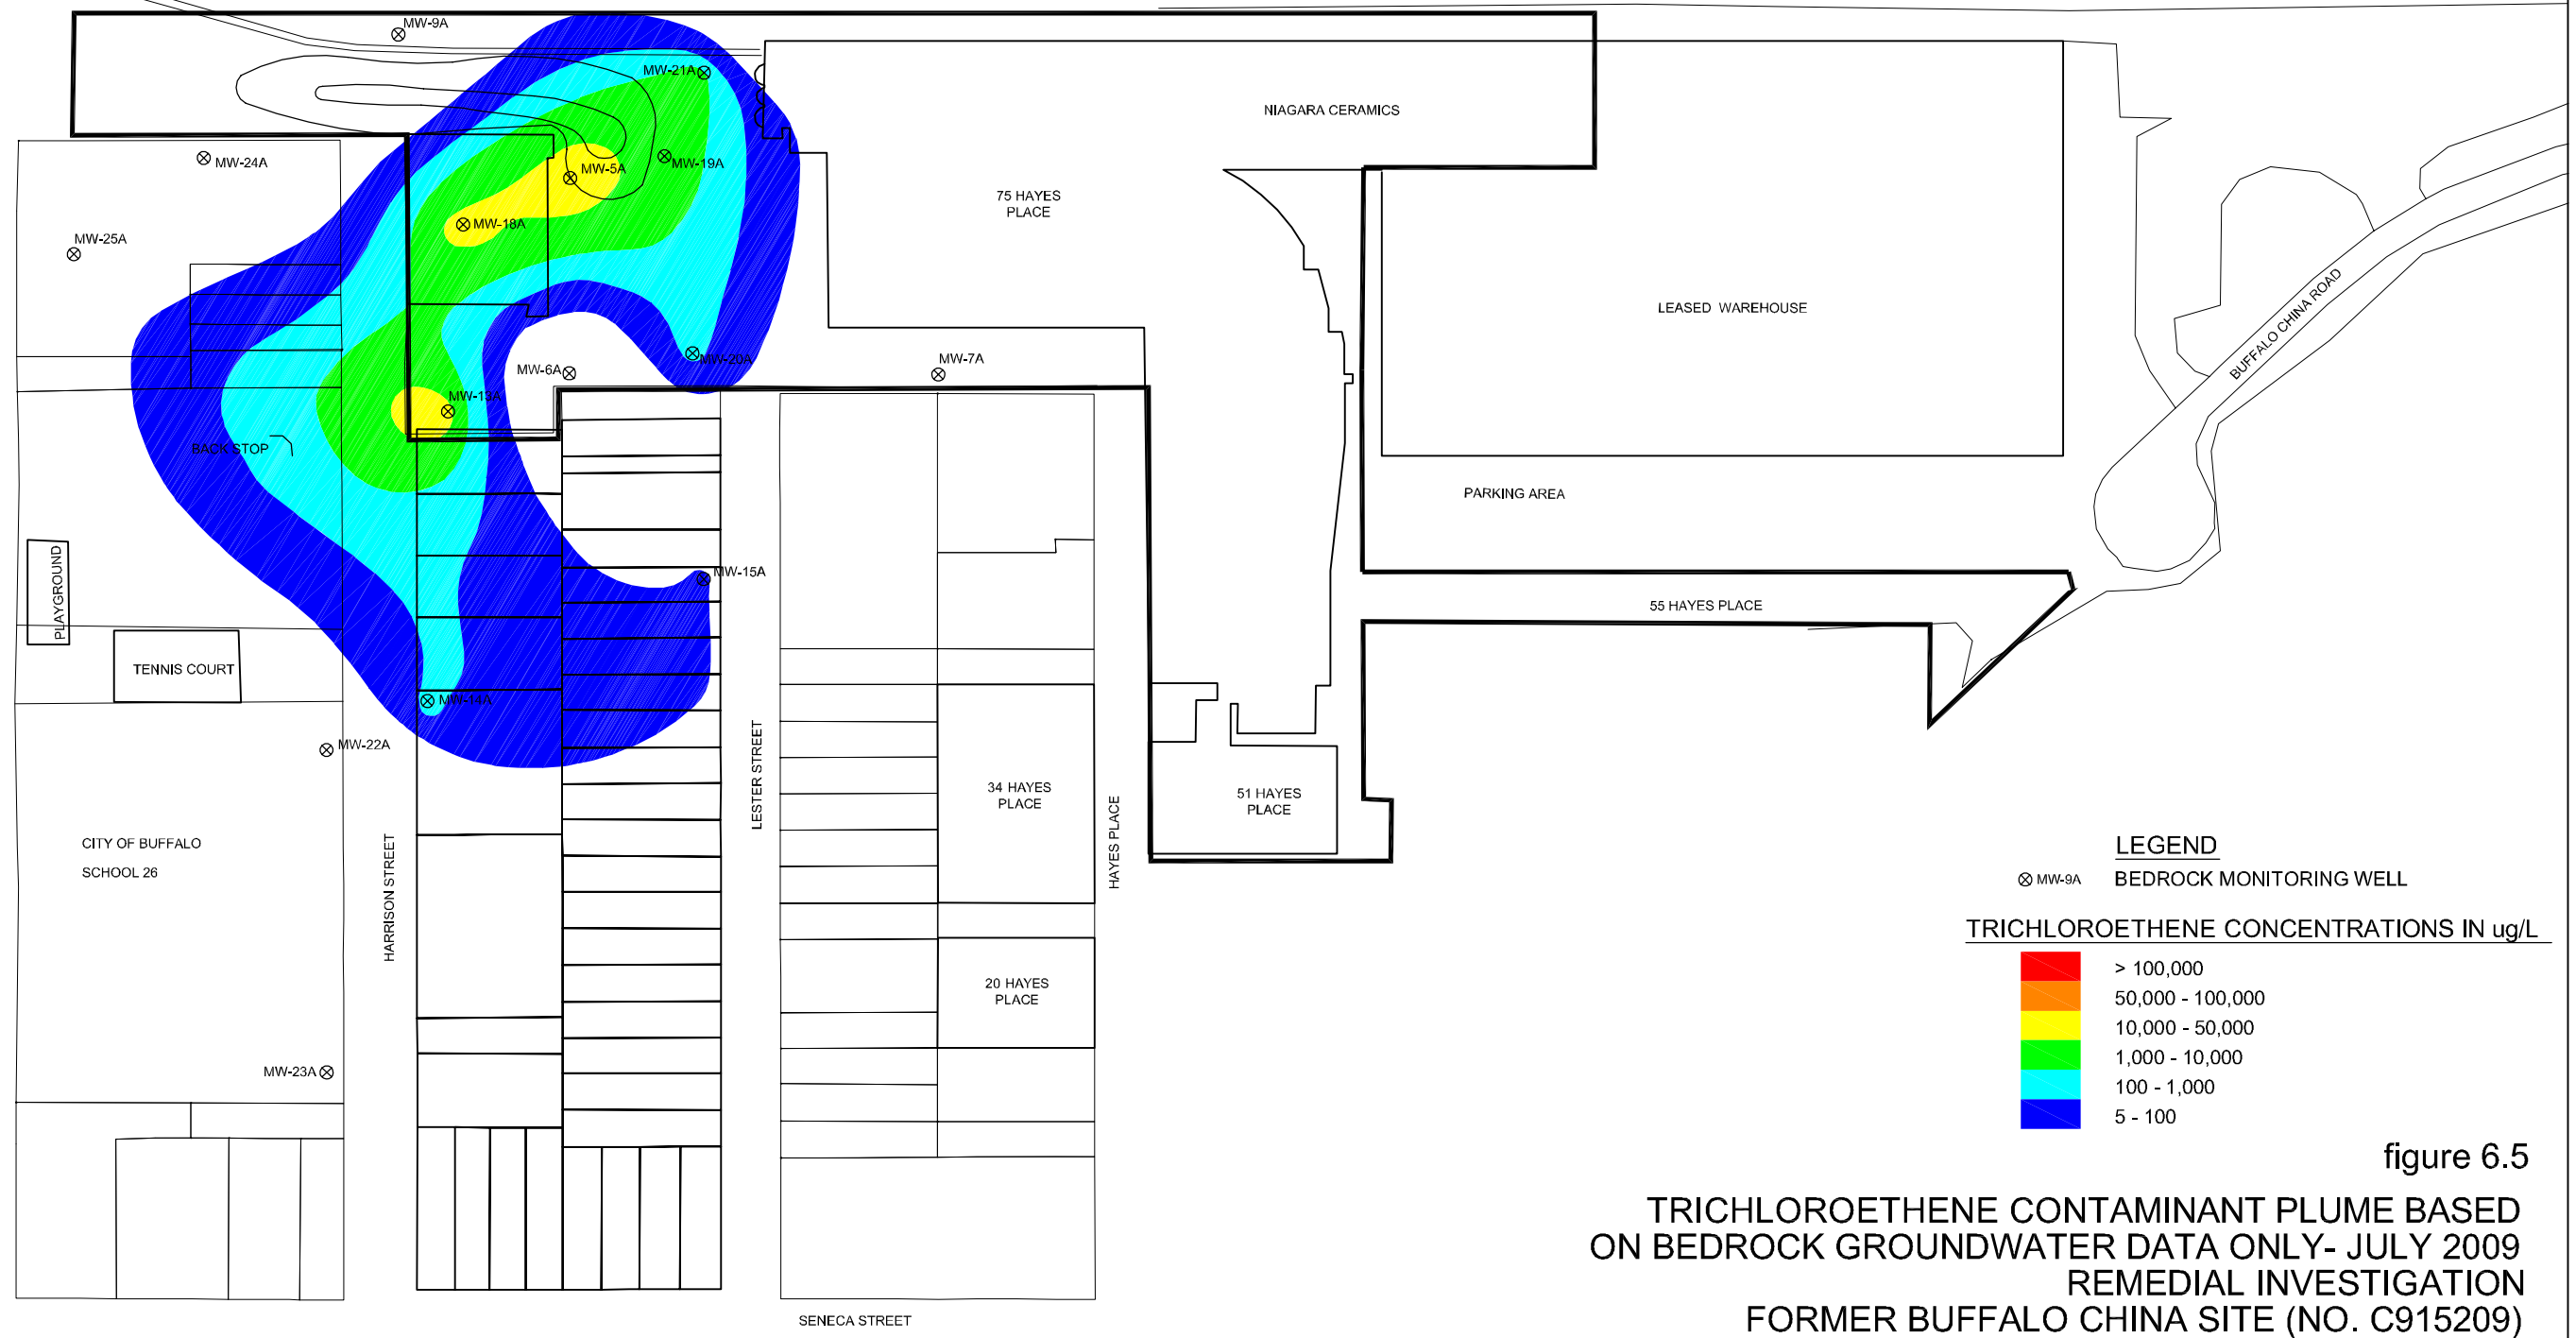 MW-9A
MW-21A
NIAGARA CERAMICS
MW-24A
MW-5A
MW-19A
75 HAYES
PLACE
MW-18A
MW-25A
LEASED  WAREHOUSE
BUFFALO CHINA ROAD
MW-6A
MW-20A
MW-7A
MW-13A
BACK STOP
PARKING AREA
PLAYGROUND
MW-15A
55 HAYES PLACE
TENNIS COURT
MW-14A
MW-22A
LESTER STREET
34 HAYES
PLACE
51 HAYES
PLACE
HAYES PLACE
CITY OF BUFFALO
SCHOOL 26
HARRISON STREET
20 HAYES
PLACE
MW-23A
SENECA STREET
LEGEND
MW-9A BEDROCK MONITORING WELL
TRICHLOROETHENE CONCENTRATIONS IN ug/L
> 100,000
50,000 - 100,000
10,000 - 50,000
1,000 - 10,000
100 - 1,000
5 - 100
figure 6.5
TRICHLOROETHENE CONTAMINANT PLUME BASED
ON BEDROCK GROUNDWATER DATA ONLY- JULY 2009
REMEDIAL INVESTIGATION
FORMER BUFFALO CHINA SITE (NO. C915209)